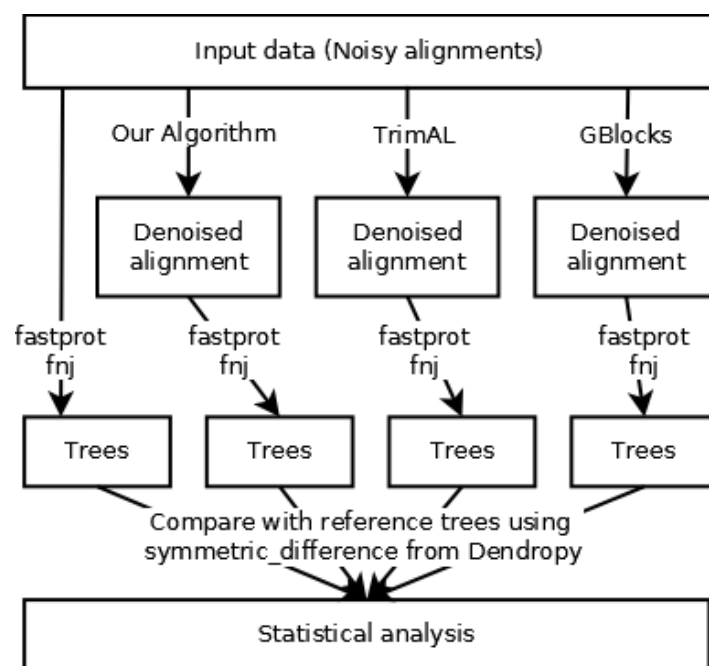 Input data (Noisy alignments)
Our Algorithm
TrimAL
GBlocks
Denoised
alignment
Denoised
alignment
Denoised
alignment
fastprot
fnj
fastprot
fnj
fastprot
fnj
fastprot
fnj
Trees
Trees
Trees
Trees
Compare with reference trees using
symmetric_difference from Dendropy
Statistical analysis